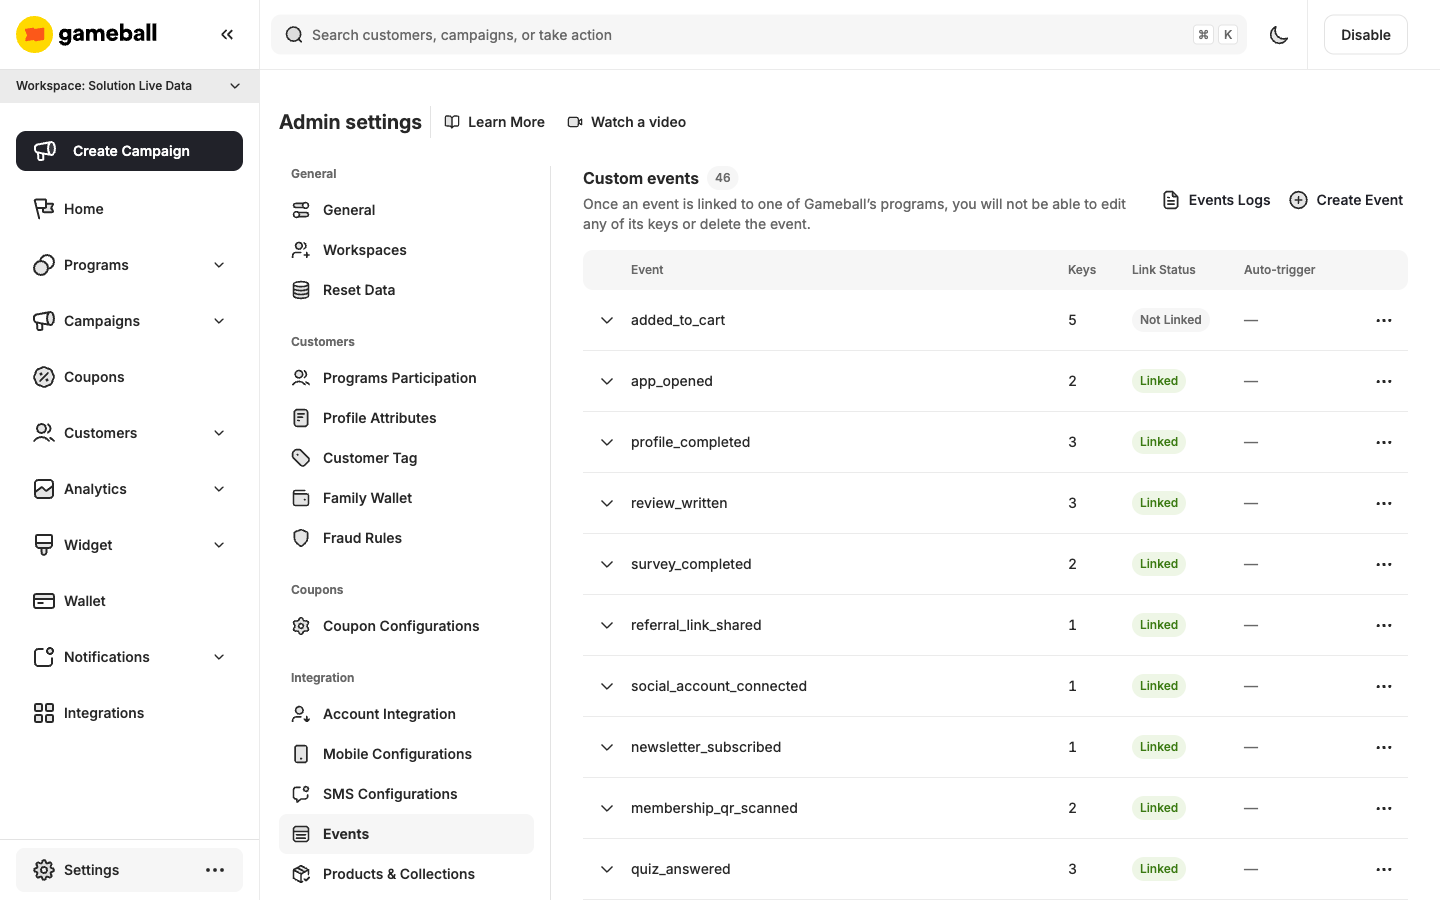 gameball
Search customers, campaigns, or take action
⌘ K
Disable
Workspace: Solution Live Data
Create Campaign
Home
Programs
Campaigns
Coupons
Customers
Analytics
Widget
Wallet
Notifications
Integrations
Settings
Admin settings
Learn More
Watch a video
General
General
Workspaces
Reset Data
Customers
Programs Participation
Profile Attributes
Customer Tag
Family Wallet
Fraud Rules
Coupons
Coupon Configurations
Integration
Account Integration
Mobile Configurations
SMS Configurations
Events
Products & Collections
Custom events 46
Once an event is linked to one of Gameball’s programs, you will not be able to edit
any of its keys or delete the event.
Events Logs
Create Event
Event Keys Link Status Auto-trigger
added_to_cart 5 Not Linked —
app_opened 2 Linked —
profile_completed 3 Linked —
review_written 3 Linked —
survey_completed 2 Linked —
referral_link_shared 1 Linked —
social_account_connected 1 Linked —
newsletter_subscribed 1 Linked —
membership_qr_scanned 2 Linked —
quiz_answered 3 Linked —